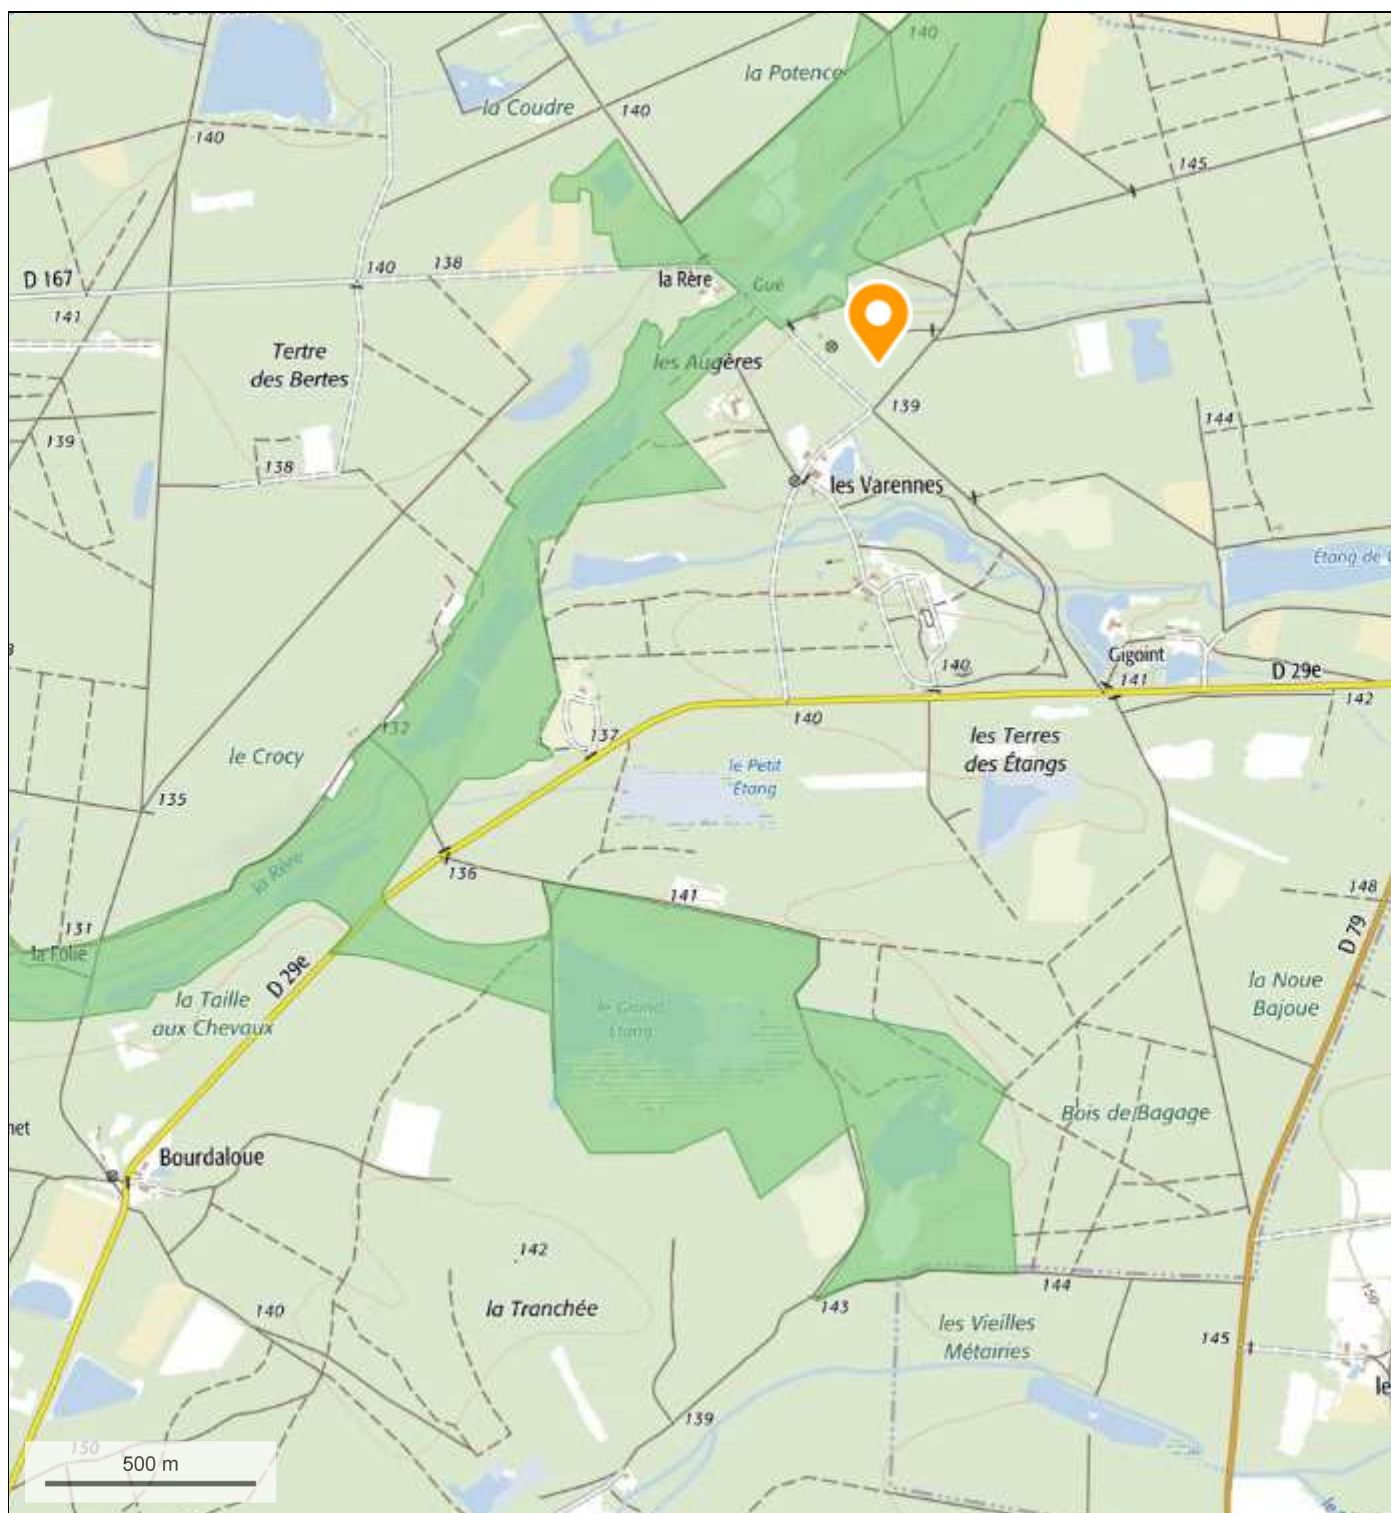 140
la Potence
la Coudre
140
140
145
D 167
140
138
la Rère
Gué
141
Tertre
des Bertes
les Augères
139
144
139
138
les Varennes
Étang de
Gigoint
140
141
D 29e
142
140
132
137
les Terres
des Étangs
le Crocy
le Petit
Étang
135
136
la Rère
141
148
131
la Folie
D 79
D 29e
la Taille
aux Chevaux
le Grand
Étang
la Noue
Bajoue
Bois de Bagage
Bourdaloue
142
140
la Tranchée
143
144
les Vieilles
Métairies
145
150
le
139
150
500 m